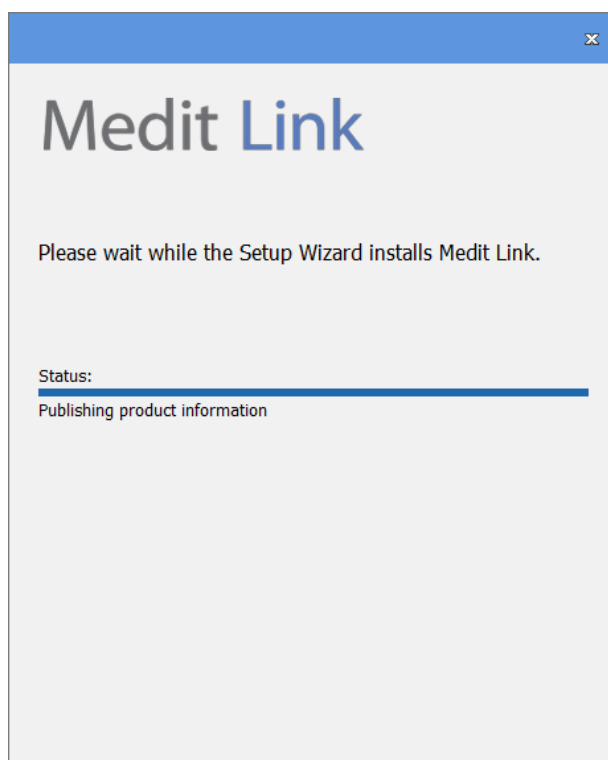 Medit Link
Please wait while the Setup Wizard installs Medit Link.
Status:
Publishing product information